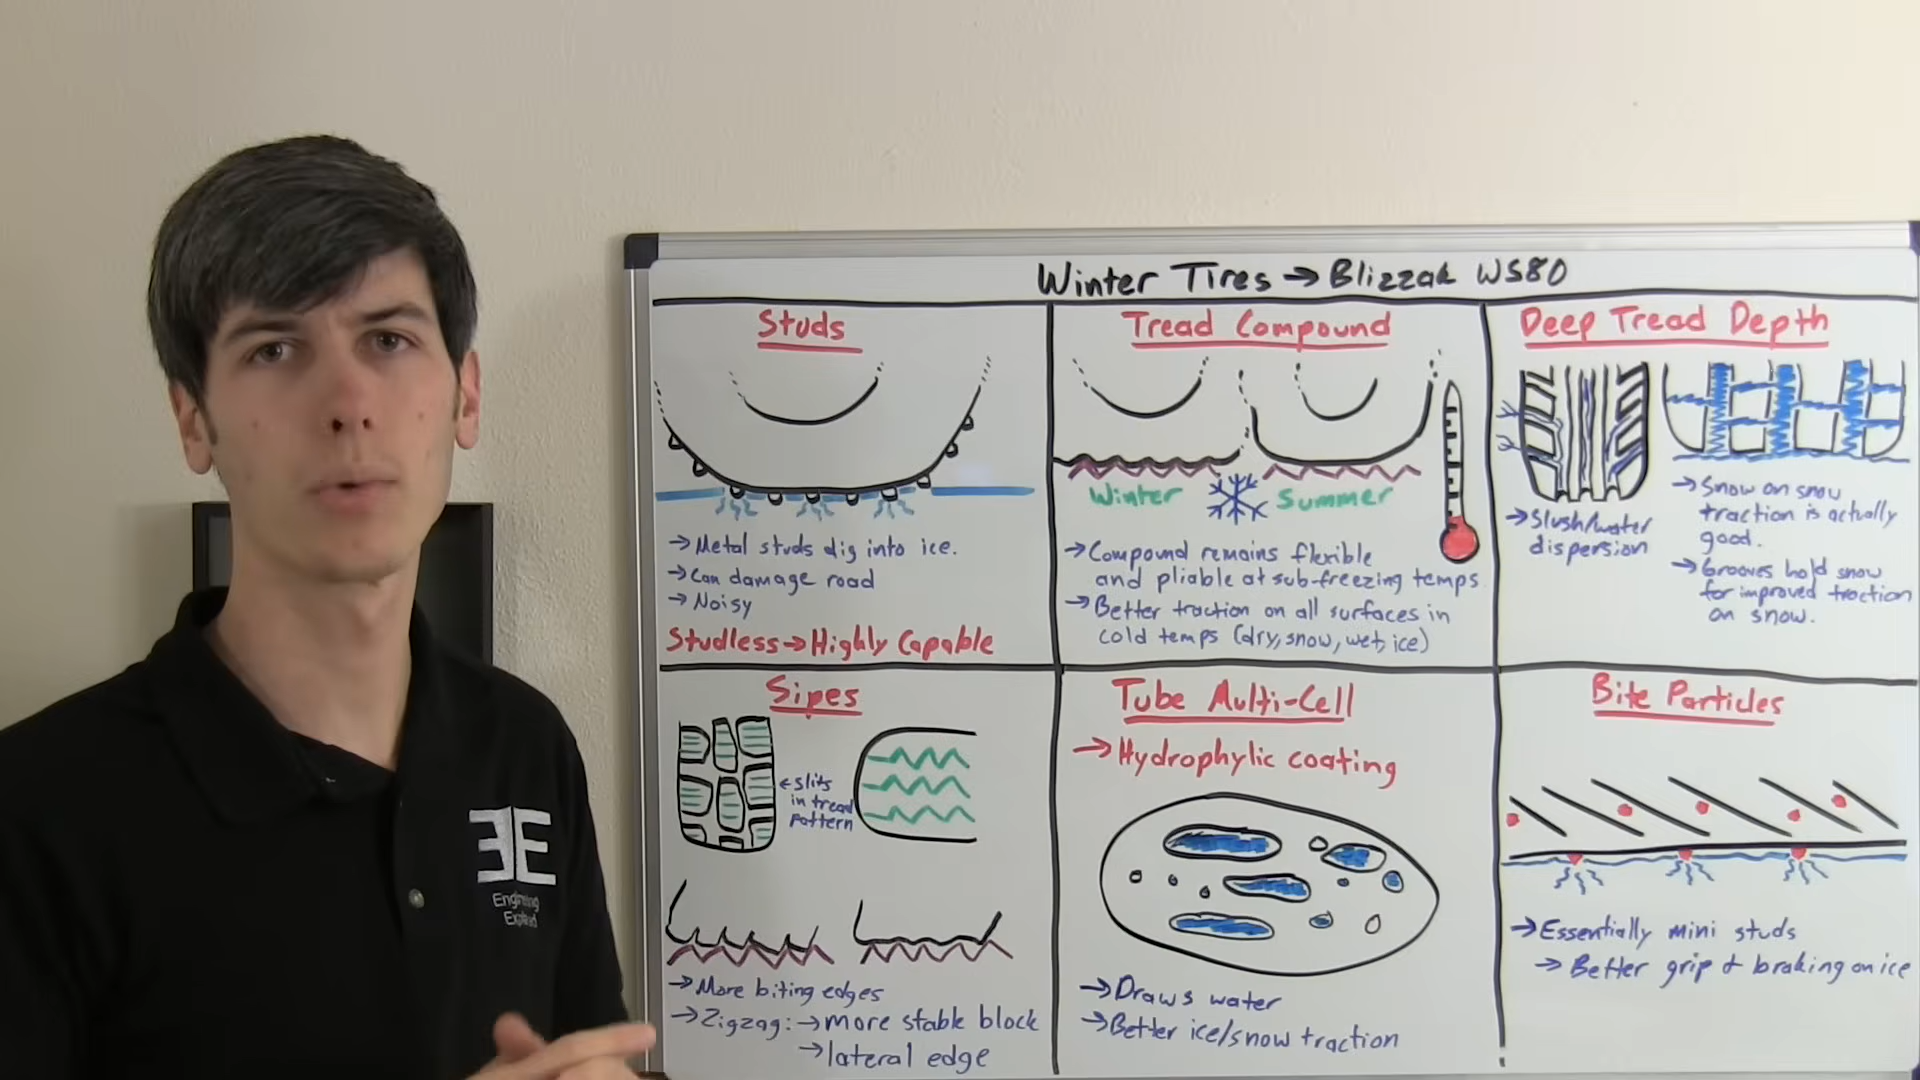 Winter Tires → Blizzak WS80
Studs
→ Metal studs dig into ice.
→ Can damage road
→ Noisy
Studless → Highly Capable
Tread Compound
Winter
Summer
→ Compound remains flexible
and pliable at sub-freezing temps
→ Better traction on all surfaces in
cold temps (dry, snow, wet, ice)
Deep Tread Depth
→ Slush/water
dispersion
→ Snow on snow
traction is actually
good.
→ Grooves hold snow
for improved traction
on snow.
Sipes
← slits
in tread
pattern
→ More biting edges
→ Zigzag: → more stable block
→ lateral edge
Tube Multi-Cell
→ Hydrophylic coating
→ Draws water
→ Better ice/snow traction
Bite Particles
→ Essentially mini studs
→ Better grip & braking on ice
EE
Engineering
Explained